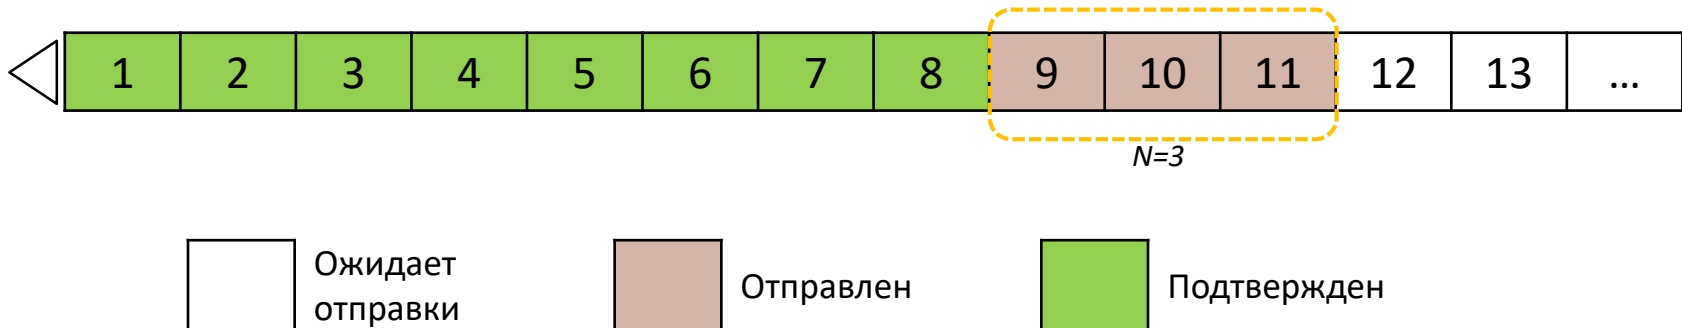 1 2 3 4 5 6 7 8 9 10 11 12 13 ...
N=3
Ожидает
отправки
Отправлен
Подтвержден